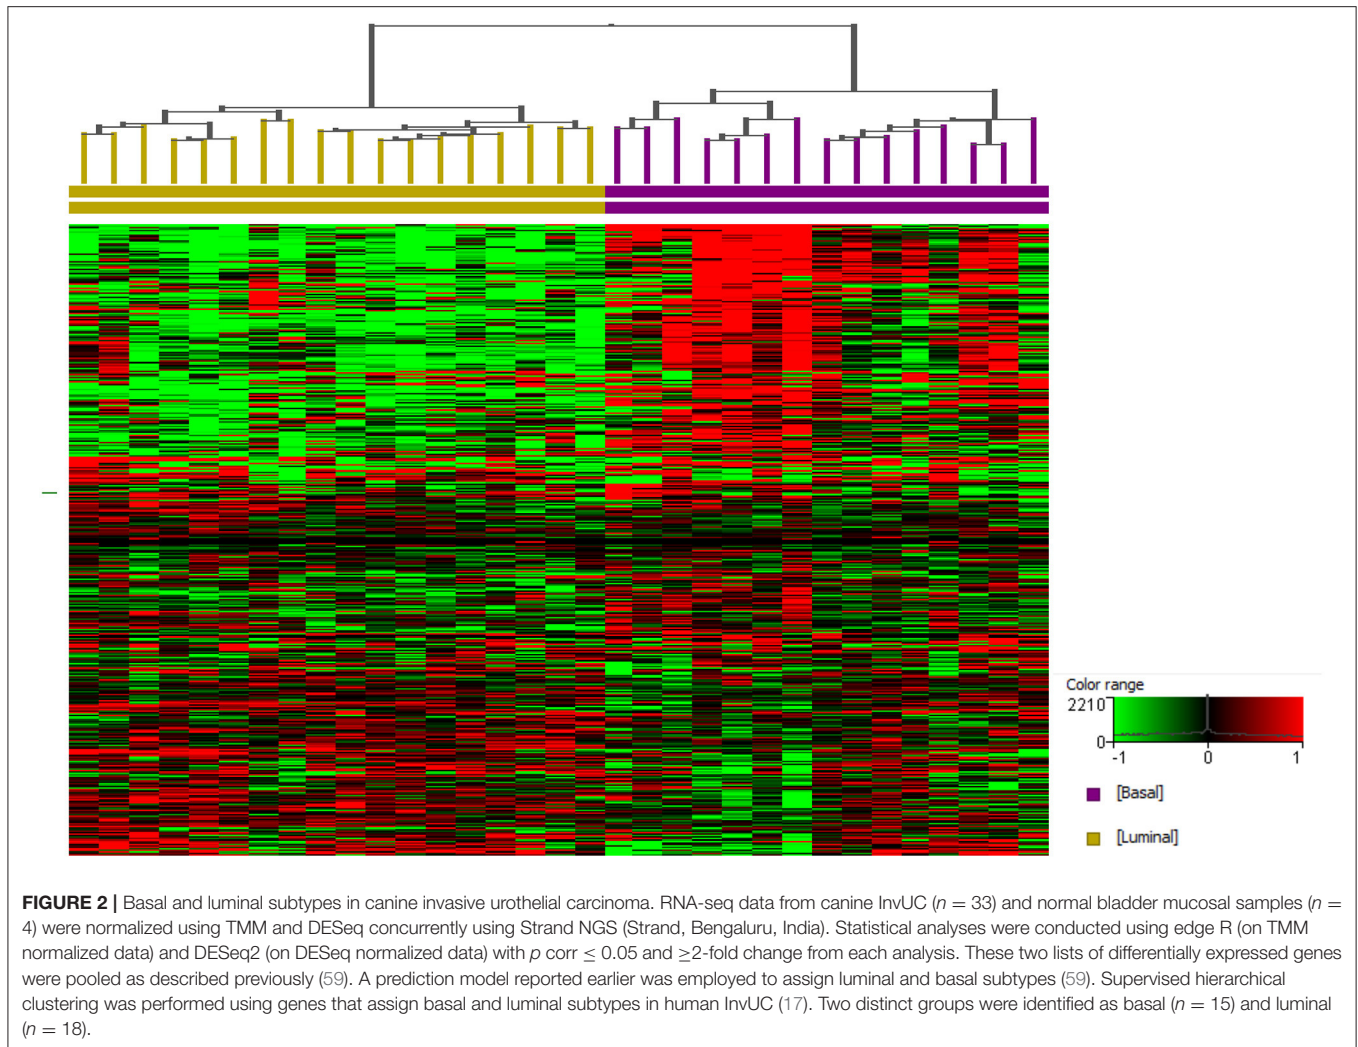 Color range
2210
0
-1 0 1
[Basal]
[Luminal]
FIGURE 2 | Basal and luminal subtypes in canine invasive urothelial carcinoma. RNA-seq data from canine InvUC (n = 33) and normal bladder mucosal samples (n =
4) were normalized using TMM and DESeq concurrently using Strand NGS (Strand, Bengaluru, India). Statistical analyses were conducted using edge R (on TMM
normalized data) and DESeq2 (on DESeq normalized data) with p corr ≤ 0.05 and ≥2-fold change from each analysis. These two lists of differentially expressed genes
were pooled as described previously (59). A prediction model reported earlier was employed to assign luminal and basal subtypes (59). Supervised hierarchical
clustering was performed using genes that assign basal and luminal subtypes in human InvUC (17). Two distinct groups were identified as basal (n = 15) and luminal
(n = 18).